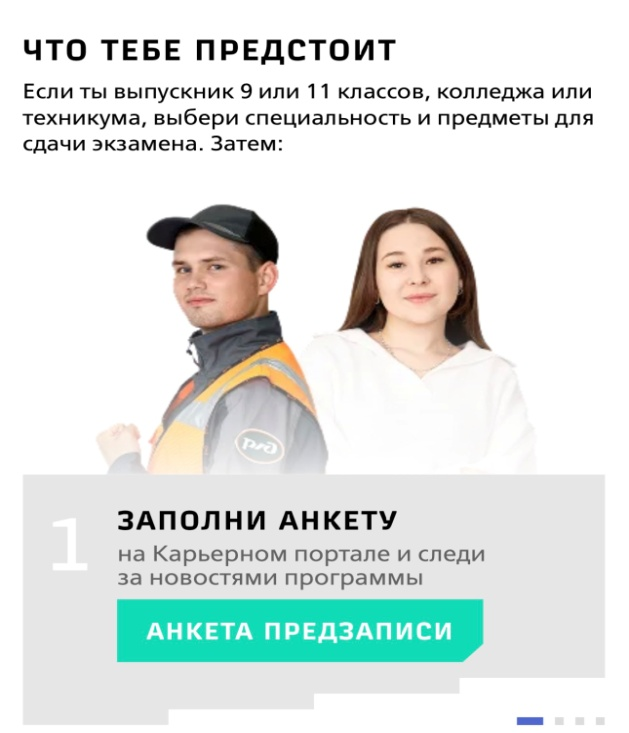 ЧТО ТЕБЕ ПРЕДСТОИТ
Если ты выпускник 9 или 11 классов, колледжа или
техникума, выбери специальность и предметы для
сдачи экзамена. Затем:
ржд
1
ЗАПОЛНИ АНКЕТУ
на Карьерном портале и следи
за новостями программы
АНКЕТА ПРЕДЗАПИСИ